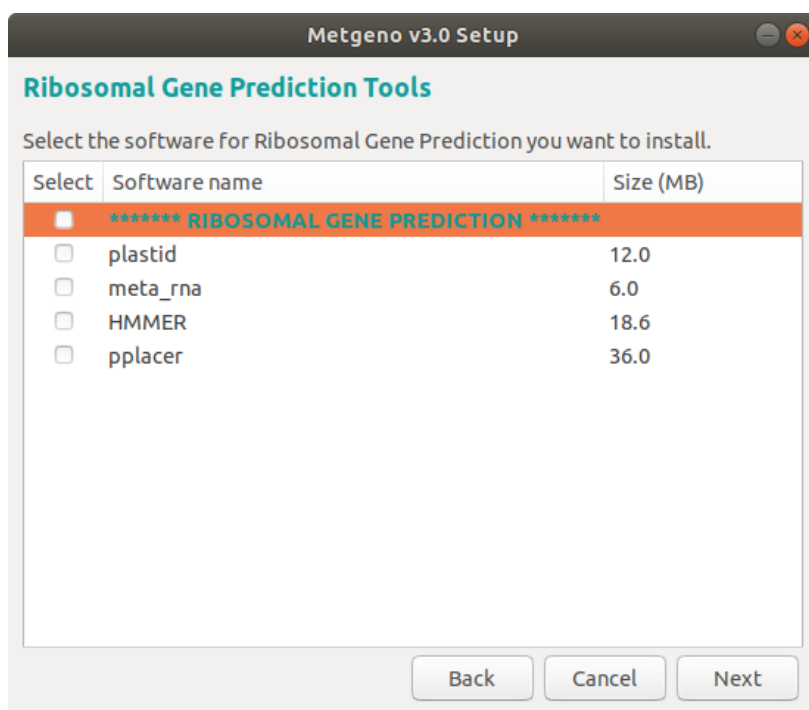 Metgeno v3.0 Setup
Ribosomal Gene Prediction Tools
Select the software for Ribosomal Gene Prediction you want to install.
Select Software name Size (MB)
******* RIBOSOMAL GENE PREDICTION *******
plastid 12.0
meta_rna 6.0
HMMER 18.6
pplacer 36.0
Back Cancel Next